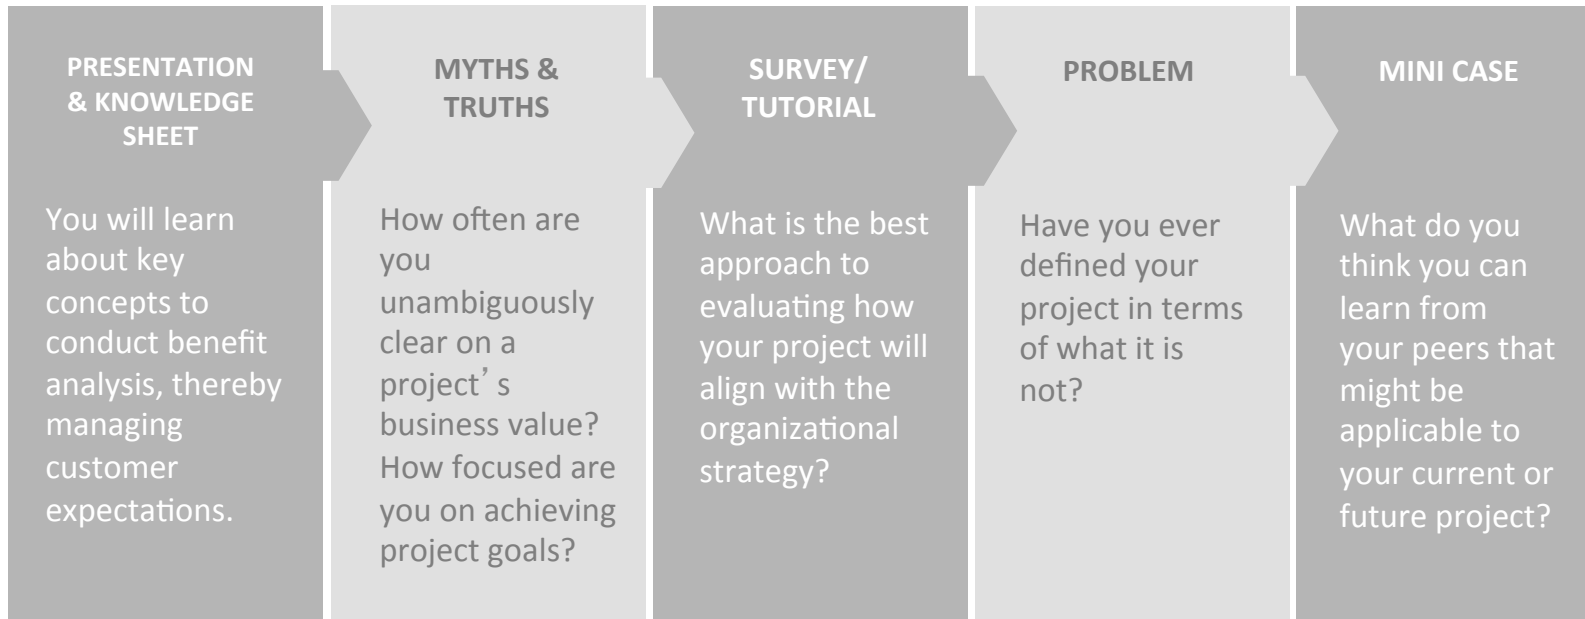 PRESENTATION
& KNOWLEDGE
SHEET
You will learn
about key
concepts to
conduct benefit
analysis, thereby
managing
customer
expectations.
MYTHS &
TRUTHS
How often are
you
unambiguously
clear on a
project's
business value?
How focused are
you on achieving
project goals?
SURVEY/
TUTORIAL
What is the best
approach to
evaluating how
your project will
align with the
organizational
strategy?
PROBLEM
Have you ever
defined your
project in terms
of what it is
not?
MINI CASE
What do you
think you can
learn from
your peers that
might be
applicable to
your current or
future project?